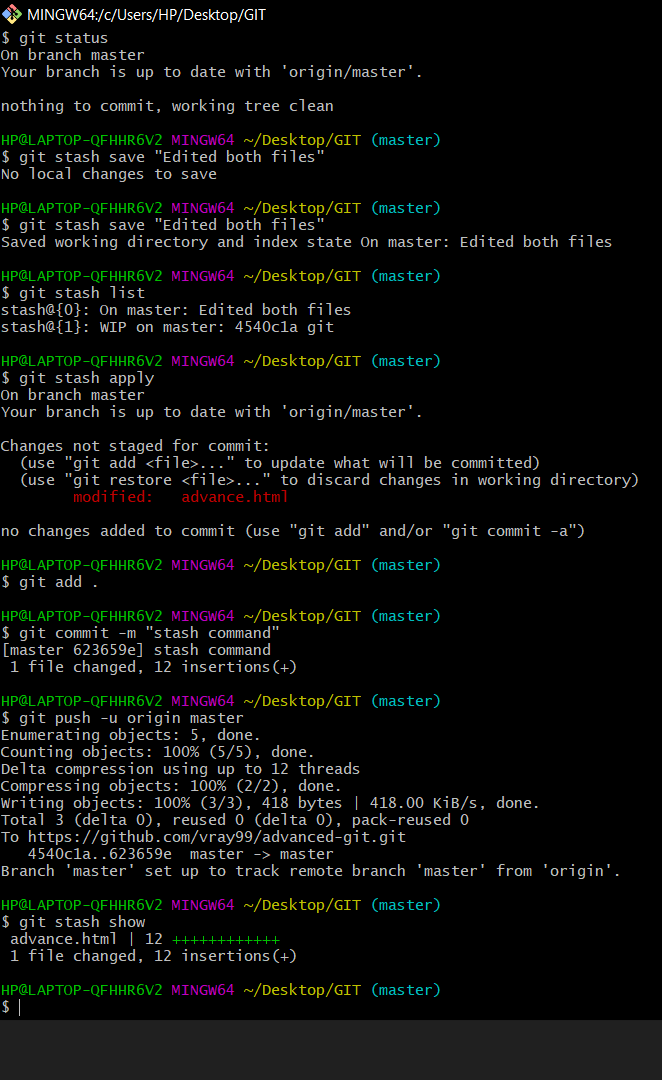 MINGW64:/c/Users/HP/Desktop/GIT
$ git status
On branch master
Your branch is up to date with 'origin/master'.
nothing to commit, working tree clean
HP@LAPTOP-QFHHR6V2 MINGW64 ~/Desktop/GIT (master)
$ git stash save "Edited both files"
No local changes to save
HP@LAPTOP-QFHHR6V2 MINGW64 ~/Desktop/GIT (master)
$ git stash save "Edited both files"
Saved working directory and index state On master: Edited both files
HP@LAPTOP-QFHHR6V2 MINGW64 ~/Desktop/GIT (master)
$ git stash list
stash@{0}: On master: Edited both files
stash@{1}: WIP on master: 4540c1a git
HP@LAPTOP-QFHHR6V2 MINGW64 ~/Desktop/GIT (master)
$ git stash apply
On branch master
Your branch is up to date with 'origin/master'.
Changes not staged for commit:
  (use "git add <file>..." to update what will be committed)
  (use "git restore <file>..." to discard changes in working directory)
        modified:   advance.html
no changes added to commit (use "git add" and/or "git commit -a")
HP@LAPTOP-QFHHR6V2 MINGW64 ~/Desktop/GIT (master)
$ git add .
HP@LAPTOP-QFHHR6V2 MINGW64 ~/Desktop/GIT (master)
$ git commit -m "stash command"
[master 623659e] stash command
 1 file changed, 12 insertions(+)
HP@LAPTOP-QFHHR6V2 MINGW64 ~/Desktop/GIT (master)
$ git push -u origin master
Enumerating objects: 5, done.
Counting objects: 100% (5/5), done.
Delta compression using up to 12 threads
Compressing objects: 100% (2/2), done.
Writing objects: 100% (3/3), 418 bytes | 418.00 KiB/s, done.
Total 3 (delta 0), reused 0 (delta 0), pack-reused 0
To https://github.com/vray99/advanced-git.git
   4540c1a..623659e  master -> master
Branch 'master' set up to track remote branch 'master' from 'origin'.
HP@LAPTOP-QFHHR6V2 MINGW64 ~/Desktop/GIT (master)
$ git stash show
 advance.html | 12 ++++++++++++
 1 file changed, 12 insertions(+)
HP@LAPTOP-QFHHR6V2 MINGW64 ~/Desktop/GIT (master)
$